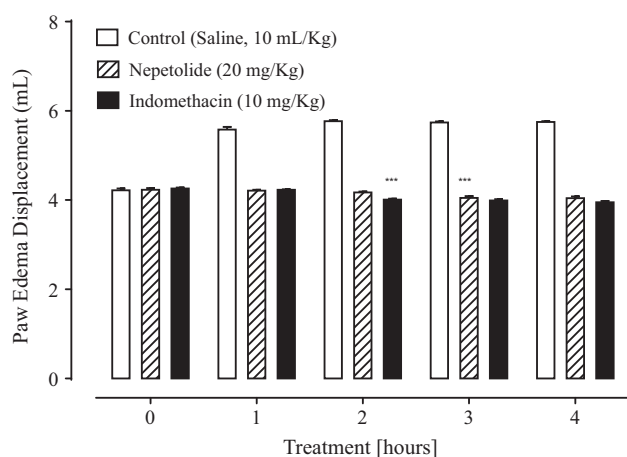 8
Control (Saline, 10 mL/Kg)
Nepetolide (20 mg/Kg)
Indomethacin (10 mg/Kg)
6
*** ***
4
2
0
Paw Edema Displacement (mL)
0 1 2 3 4
Treatment [hours]